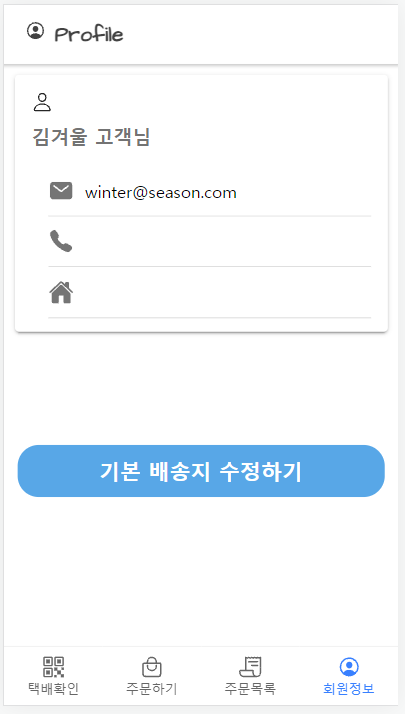 Profile
김겨울 고객님
winter@season.com
기본 배송지 수정하기
택배확인 주문하기 주문목록 회원정보